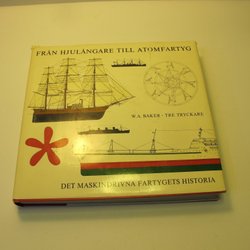 FRÅN HJULÅNGARE TILL ATOMFARTYG
W.A. BAKER · TRE TRYCKARE
DET MASKINDRIVNA FARTYGETS HISTORIA